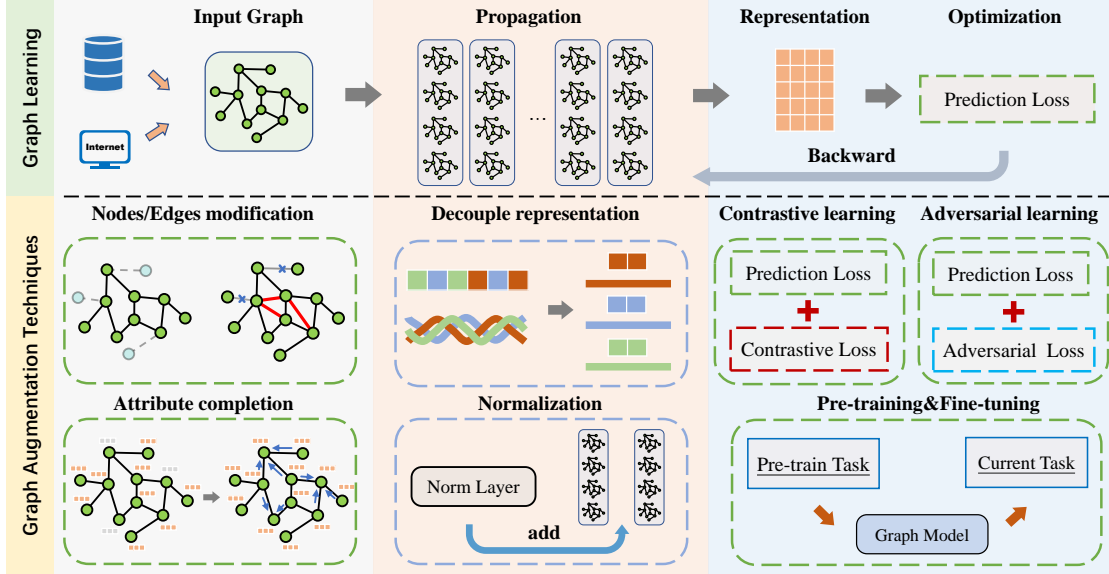 Graph Learning
Input Graph
Propagation
Representation
Optimization
Internet
...
Prediction Loss
Backward
Graph Augmentation Techniques
Nodes/Edges modification
Decouple representation
Contrastive learning
Adversarial learning
Prediction Loss
Contrastive Loss
Prediction Loss
Adversarial Loss
Attribute completion
Normalization
Pre-training&Fine-tuning
Norm Layer
add
Pre-train Task
Current Task
Graph Model